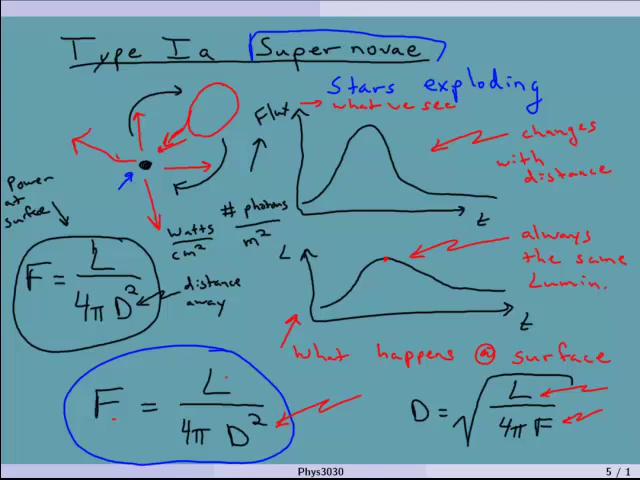 Type Ia Supernovae
Stars exploding
Flux → what we see
changes
with
distance
t
Power
at
surface
Watts
cm²
# photons
m²
F = L / 4π D²
distance
away
L
always
the same
Lumin.
t
What happens @ surface
F = L / 4π D²
D = √ L / 4π F
Phys3030
5 / 1